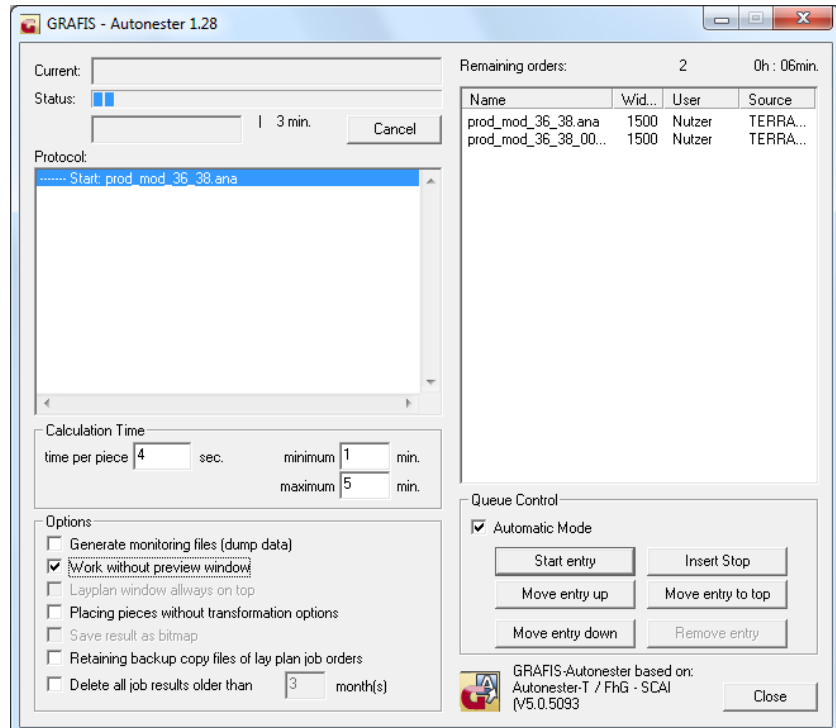 GRAFIS - Autonester 1.28
Current:
Status:
3 min.
Cancel
Protocol:
------- Start: prod_mod_36_38.ana
Calculation Time
time per piece 4 sec. minimum 1 min.
maximum 5 min.
Options
Generate monitoring files (dump data)
Work without preview window
Layplan window allways on top
Placing pieces without transformation options
Save result as bitmap
Retaining backup copy files of lay plan job orders
Delete all job results older than 3 month(s)
Remaining orders: 2 0h : 06min.
Name Wid... User Source
prod_mod_36_38.ana 1500 Nutzer TERRA...
prod_mod_36_38_00... 1500 Nutzer TERRA...
Queue Control
Automatic Mode
Start entry Insert Stop
Move entry up Move entry to top
Move entry down Remove entry
GRAFIS-Autonester based on:
Autonester-T / FhG - SCAI
(V5.0.5093
Close